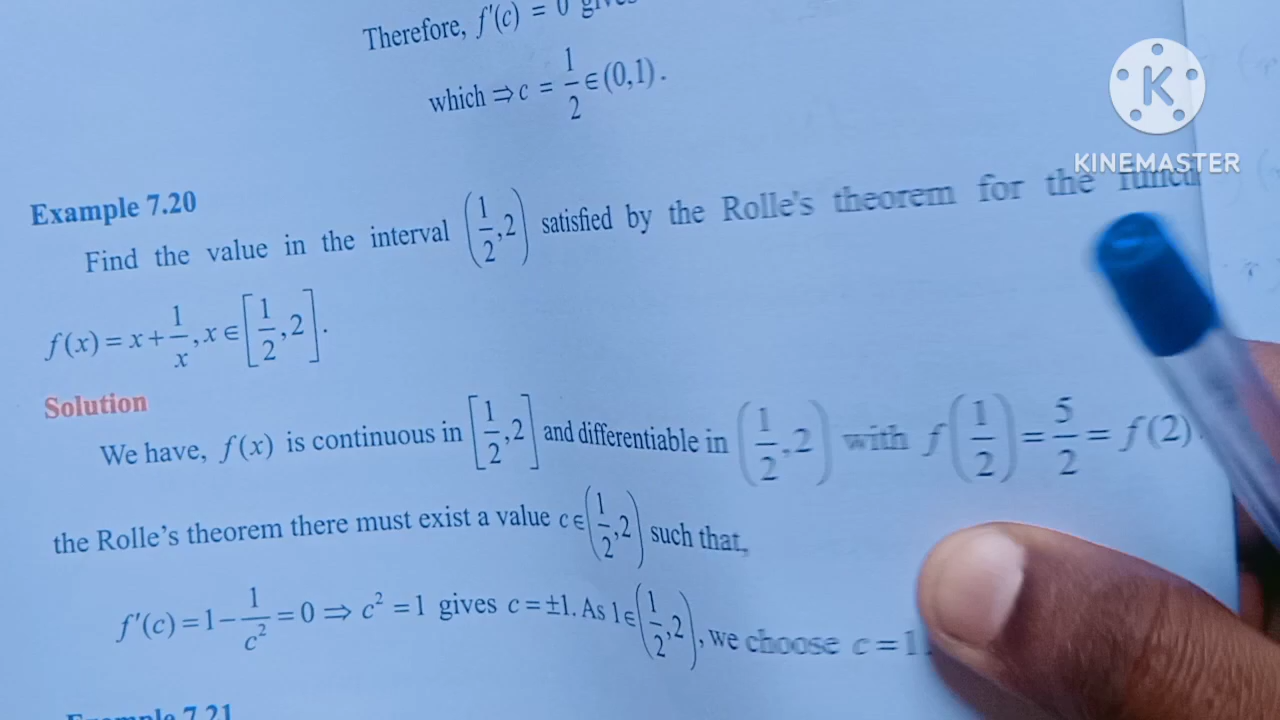 Therefore, f'(c) = 0 gives
which ⇒ c = 1/2 ∈ (0,1).
K
KINEMASTER
Example 7.20
Find the value in the interval (1/2, 2) satisfied by the Rolle's theorem for the
f(x) = x + 1/x, x ∈ [1/2, 2].
Solution
We have, f(x) is continuous in [1/2, 2] and differentiable in (1/2, 2) with f(1/2) = 5/2 = f(2)
the Rolle's theorem there must exist a value c ∈ (1/2, 2) such that,
f'(c) = 1 − 1/c² = 0 ⇒ c² = 1 gives c = ±1. As 1 ∈ (1/2, 2), we choose c = 1.
Example 7.21